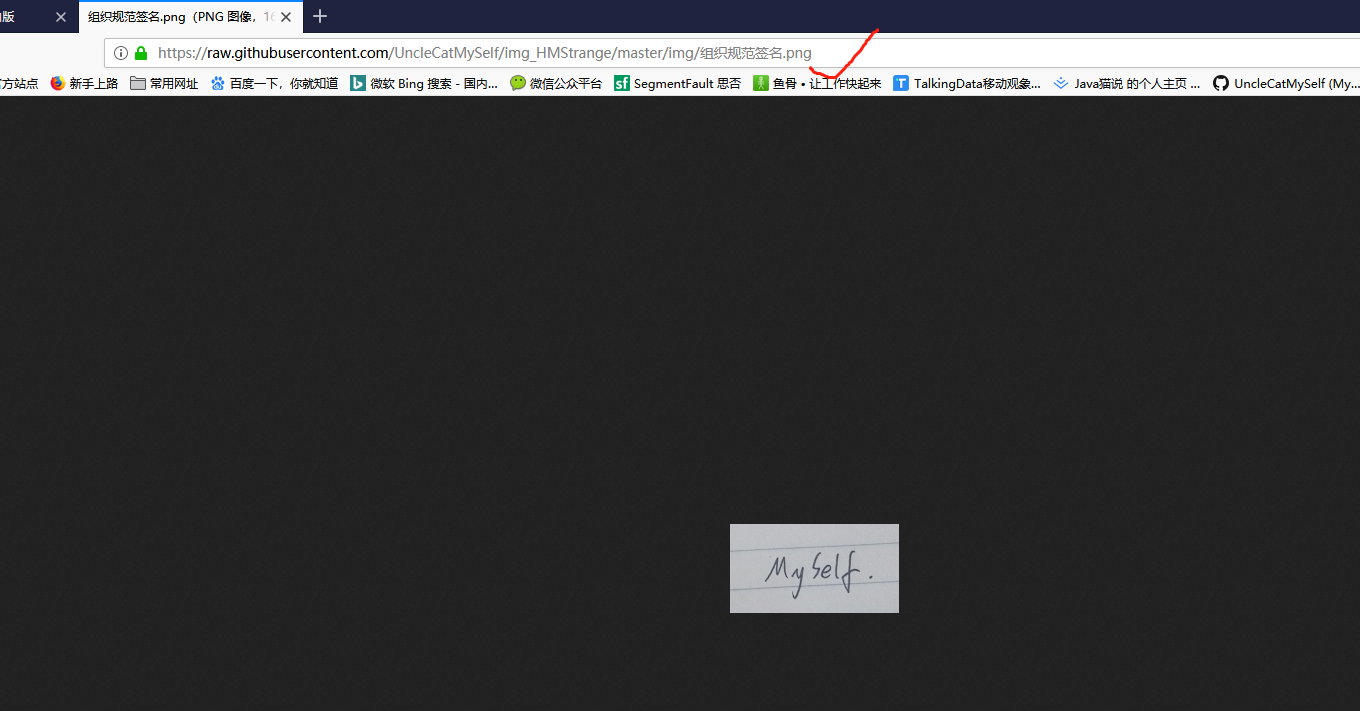 版
组织规范签名.png（PNG 图像，16
https://raw.githubusercontent.com/UncleCatMySelf/img_HMStrange/master/img/组织规范签名.png
方站点 新手上路 常用网址 百度一下，你就知道 微软 Bing 搜索 - 国内... 微信公众平台 sf SegmentFault 思否 鱼骨 • 让工作快起来 T TalkingData移动观象... Java猫说 的个人主页 ... UncleCatMySelf (My...
MySelf.